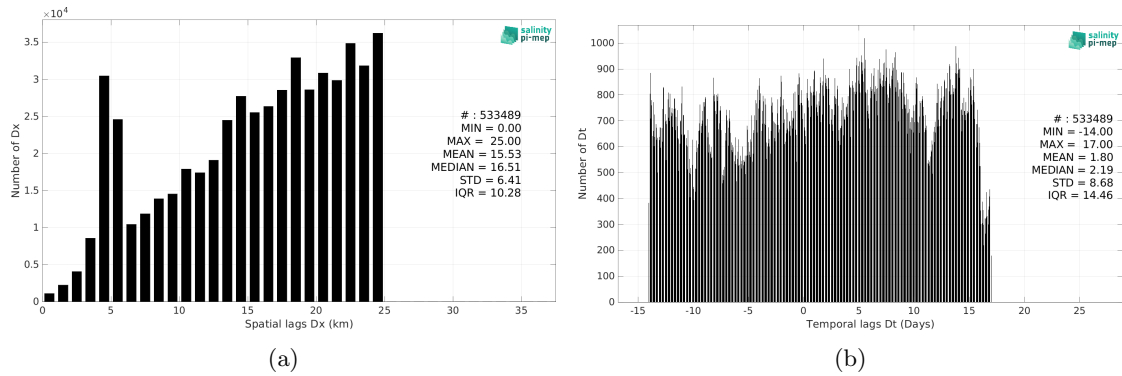 ×10⁴
3.5
3
2.5
2
1.5
1
0.5
0
0
5
10
15
20
25
30
35
Number of Dx
Spatial lags Dx (km)
salinity
pi-mep
# : 533489
MIN = 0.00
MAX = 25.00
MEAN = 15.53
MEDIAN = 16.51
STD = 6.41
IQR = 10.28
(a)
1000
900
800
700
600
500
400
300
200
100
0
-15
-10
-5
0
5
10
15
20
25
Number of Dt
Temporal lags Dt (Days)
salinity
pi-mep
# : 533489
MIN = -14.00
MAX = 17.00
MEAN = 1.80
MEDIAN = 2.19
STD = 8.68
IQR = 14.46
(b)